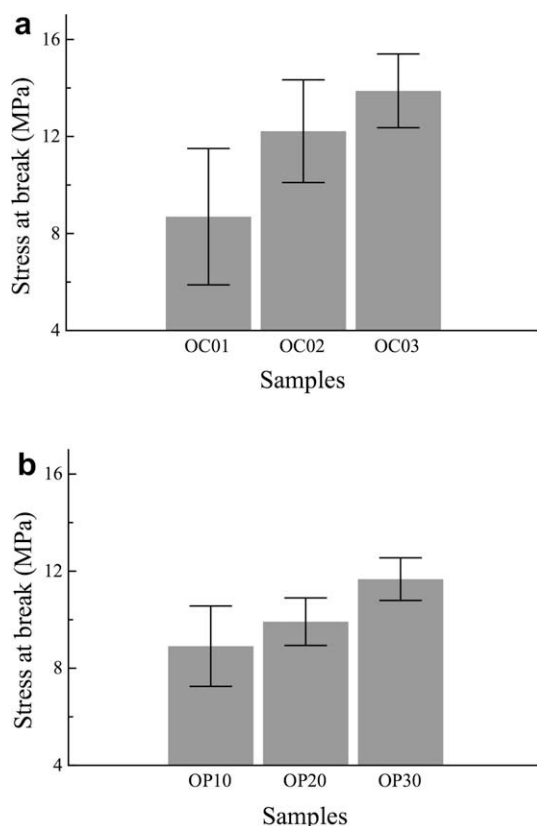 a
Stress at break (MPa)
16
12
8
4
OC01 OC02 OC03
Samples
b
Stress at break (MPa)
16
12
8
4
OP10 OP20 OP30
Samples